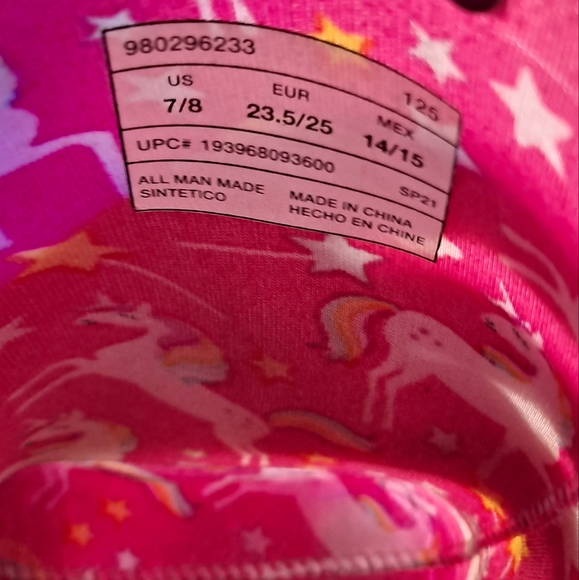 980296233 125
US EUR MEX
7/8 23.5/25 14/15
UPC# 193968093600 SP21
ALL MAN MADE
SINTETICO
MADE IN CHINA
HECHO EN CHINE